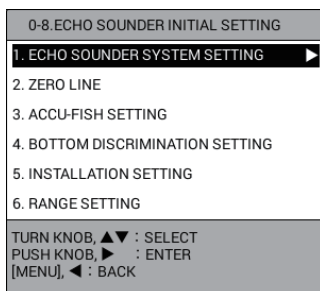 0-8.ECHO SOUNDER INITIAL SETTING
1. ECHO SOUNDER SYSTEM SETTING ▶
2. ZERO LINE
3. ACCU-FISH SETTING
4. BOTTOM DISCRIMINATION SETTING
5. INSTALLATION SETTING
6. RANGE SETTING
TURN KNOB, ▲▼ : SELECT
PUSH KNOB, ▶ : ENTER
[MENU], ◀ : BACK